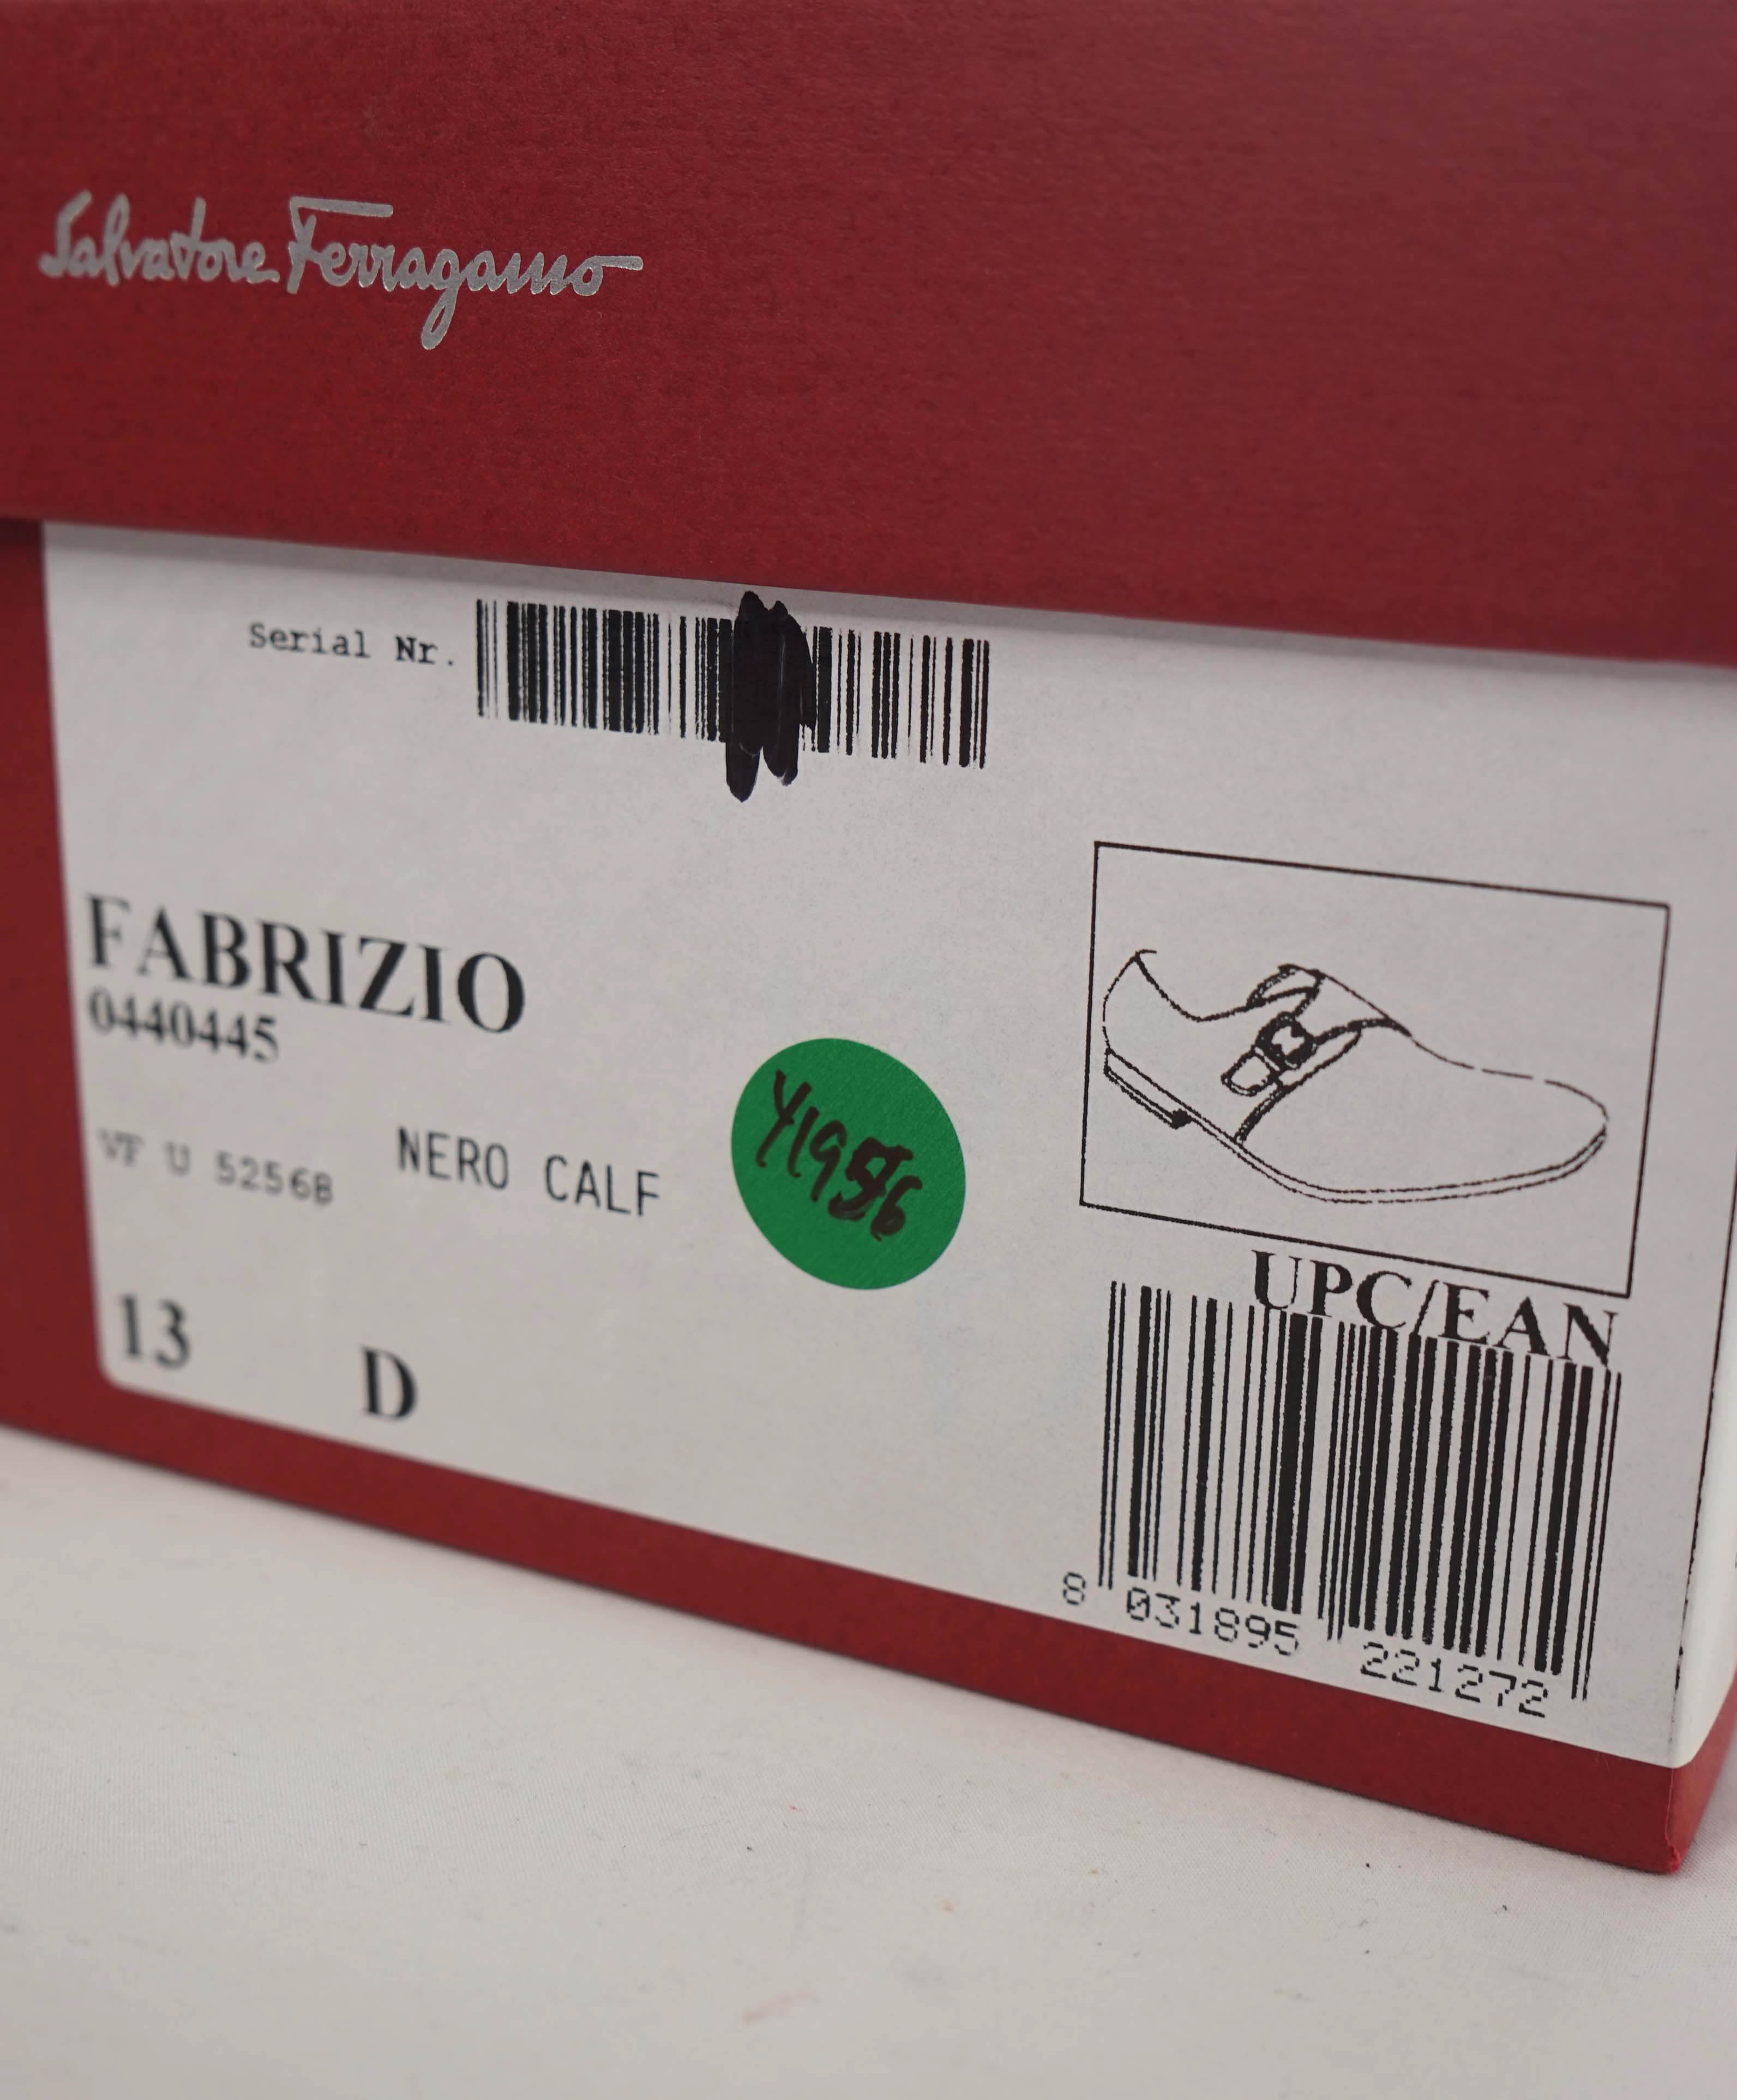 Salvatore Ferragamo
Serial Nr.
FABRIZIO
0440445
VF U 5256B NERO CALF
13 D
UPC/EAN
8 031895 221272